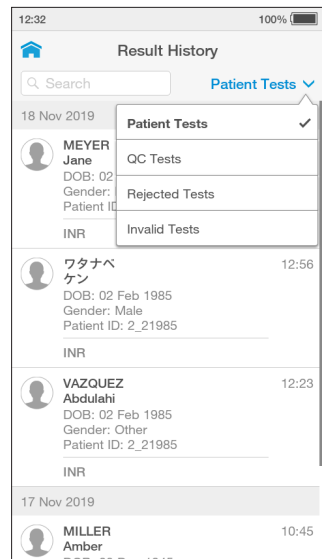 12:32
100%
Result History
Search
Patient Tests
18 Nov 2019
Patient Tests
QC Tests
Rejected Tests
Invalid Tests
MEYER
Jane
DOB: 02
Gender:
Patient ID
INR
ワタナベ
12:56
ケン
DOB: 02 Feb 1985
Gender: Male
Patient ID: 2_21985
INR
VAZQUEZ
12:23
Abdulahi
DOB: 02 Feb 1985
Gender: Other
Patient ID: 2_21985
INR
17 Nov 2019
MILLER
10:45
Amber